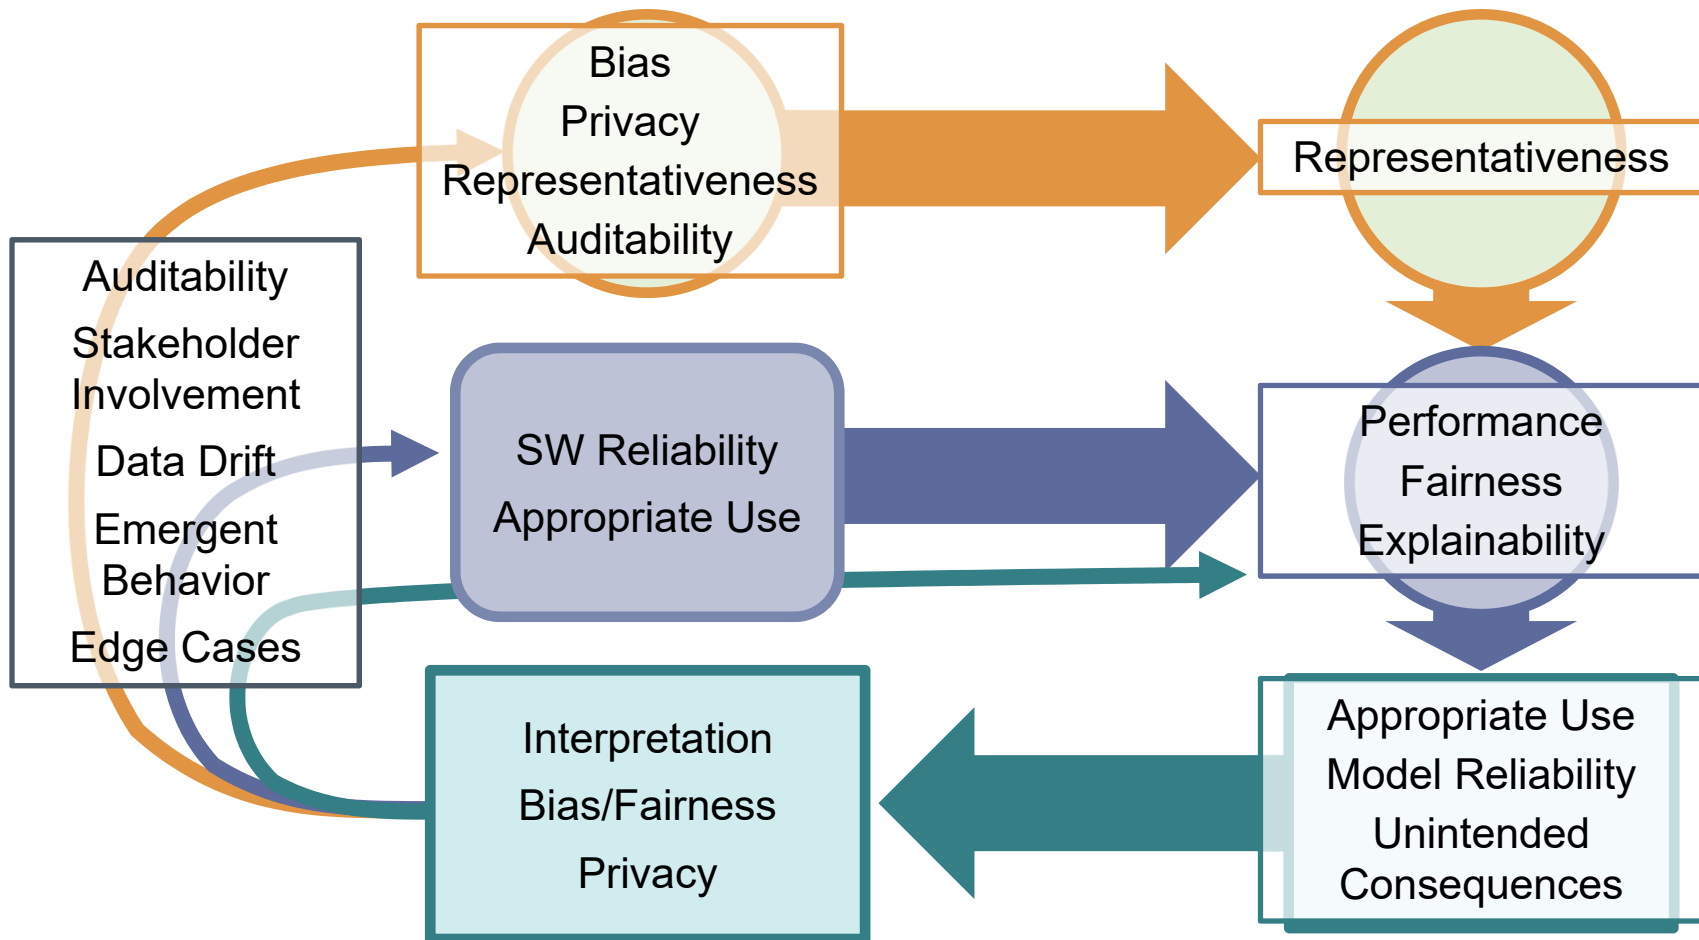 Bias
Privacy
Representativeness
Auditability
Representativeness
Auditability
Stakeholder
Involvement
Data Drift
Emergent
Behavior
Edge Cases
SW Reliability
Appropriate Use
Performance
Fairness
Explainability
Interpretation
Bias/Fairness
Privacy
Appropriate Use
Model Reliability
Unintended
Consequences